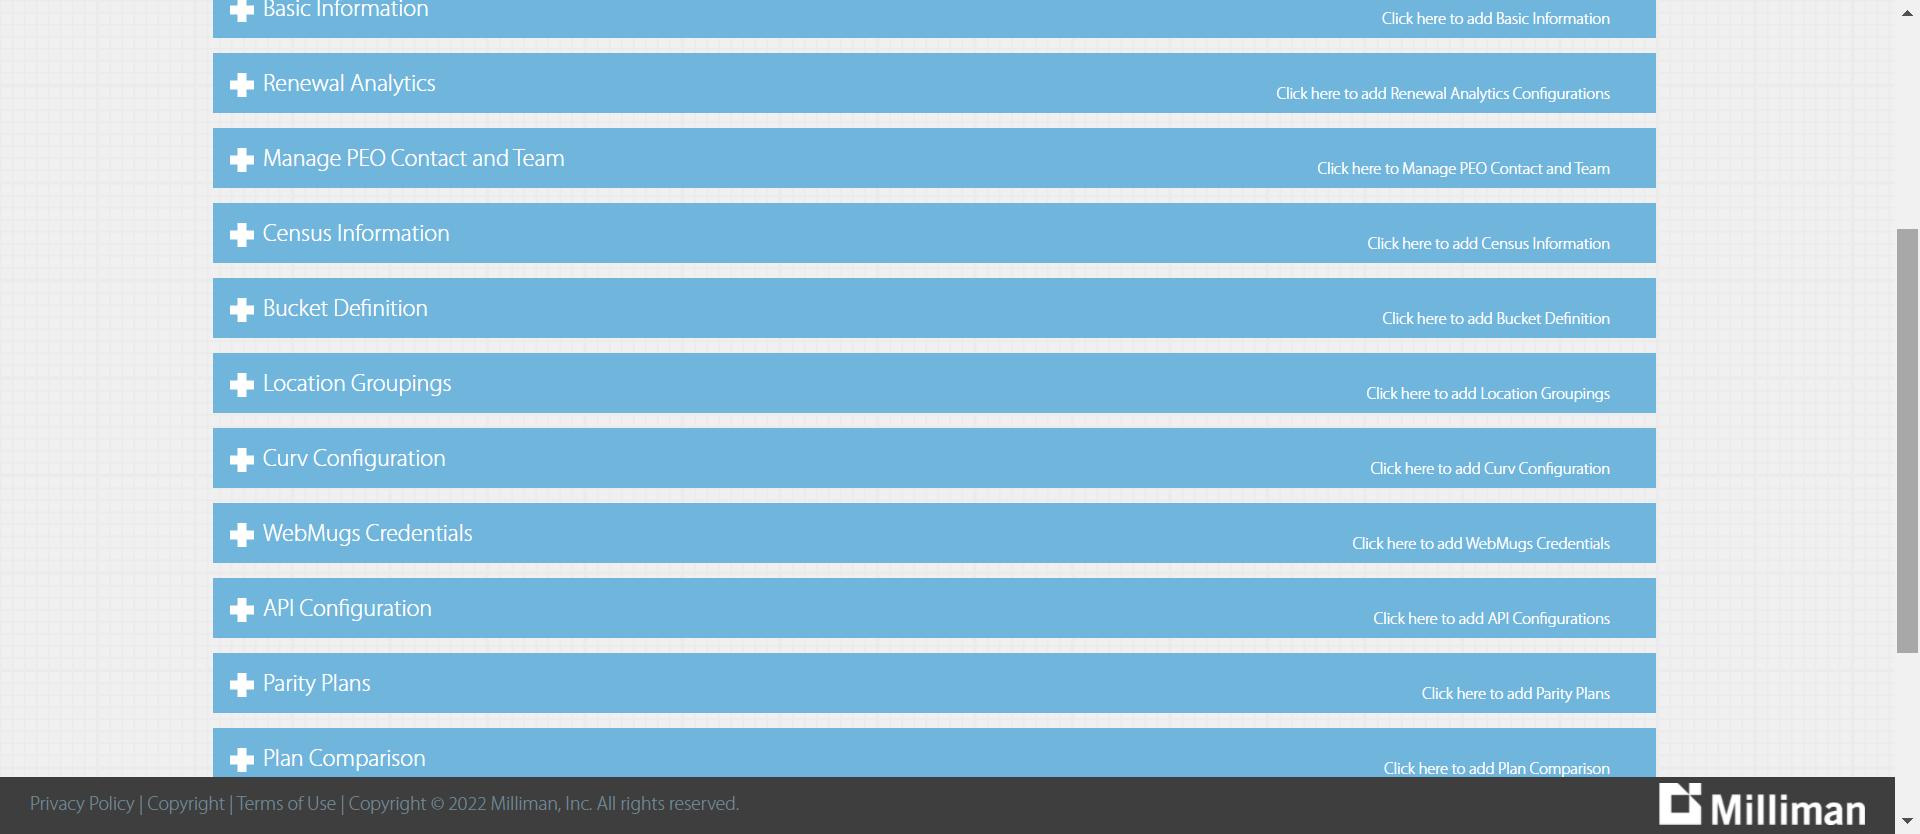 Basic Information
Click here to add Basic Information
Renewal Analytics
Click here to add Renewal Analytics Configurations
Manage PEO Contact and Team
Click here to Manage PEO Contact and Team
Census Information
Click here to add Census Information
Bucket Definition
Click here to add Bucket Definition
Location Groupings
Click here to add Location Groupings
Curv Configuration
Click here to add Curv Configuration
WebMugs Credentials
Click here to add WebMugs Credentials
API Configuration
Click here to add API Configurations
Parity Plans
Click here to add Parity Plans
Plan Comparison
Click here to add Plan Comparison
Privacy Policy | Copyright | Terms of Use | Copyright © 2022 Milliman, Inc. All rights reserved.
Milliman